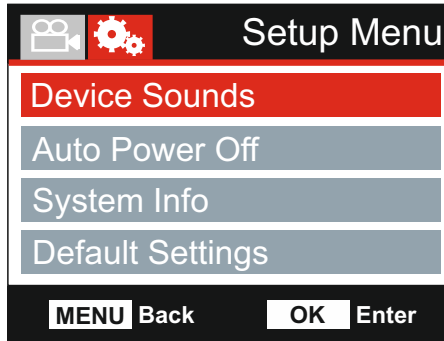 Setup Menu
Device Sounds
Auto Power Off
System Info
Default Settings
MENU Back OK Enter